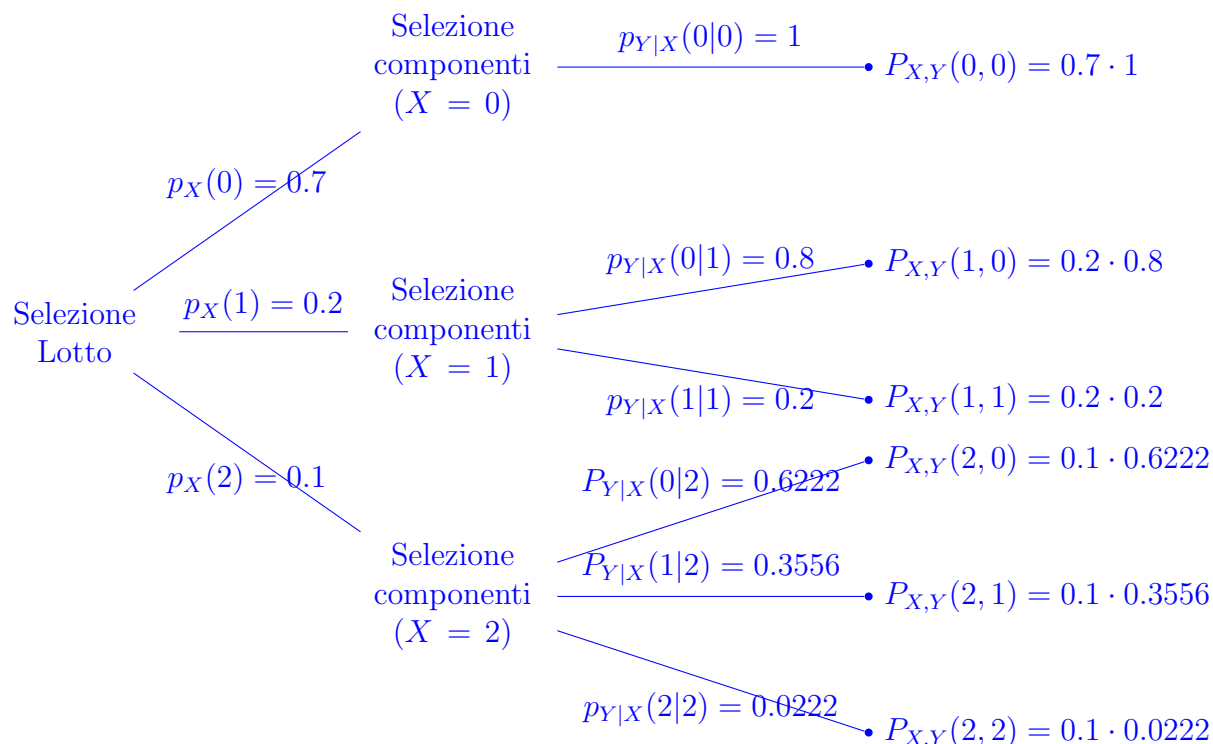 Selezione
componenti
(X = 0)
p_{Y|X}(0|0) = 1
P_{X,Y}(0, 0) = 0.7 · 1
p_X(0) = 0.7
Selezione
Lotto
p_X(1) = 0.2
Selezione
componenti
(X = 1)
p_{Y|X}(0|1) = 0.8
P_{X,Y}(1, 0) = 0.2 · 0.8
p_{Y|X}(1|1) = 0.2
P_{X,Y}(1, 1) = 0.2 · 0.2
p_X(2) = 0.1
Selezione
componenti
(X = 2)
P_{Y|X}(0|2) = 0.6222
P_{X,Y}(2, 0) = 0.1 · 0.6222
P_{Y|X}(1|2) = 0.3556
P_{X,Y}(2, 1) = 0.1 · 0.3556
p_{Y|X}(2|2) = 0.0222
P_{X,Y}(2, 2) = 0.1 · 0.0222